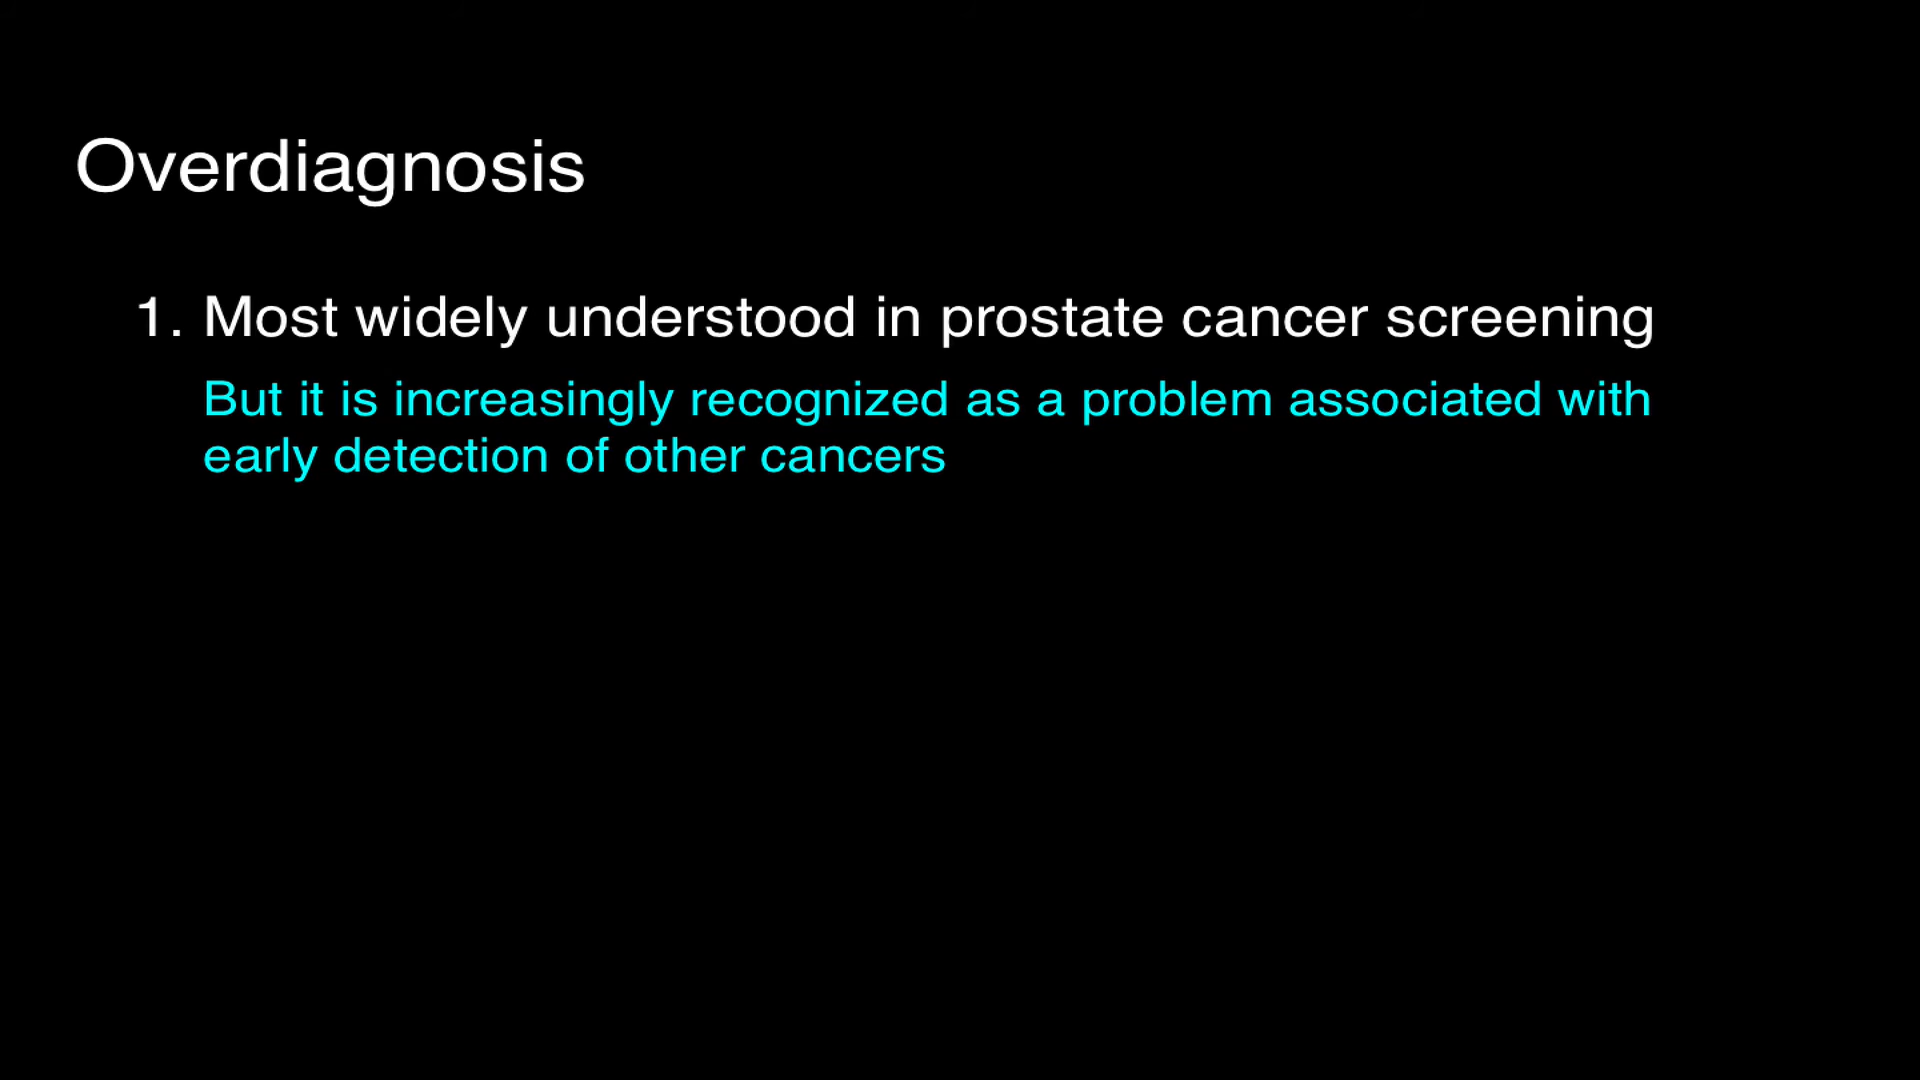 Overdiagnosis
1. Most widely understood in prostate cancer screening
But it is increasingly recognized as a problem associated with
early detection of other cancers